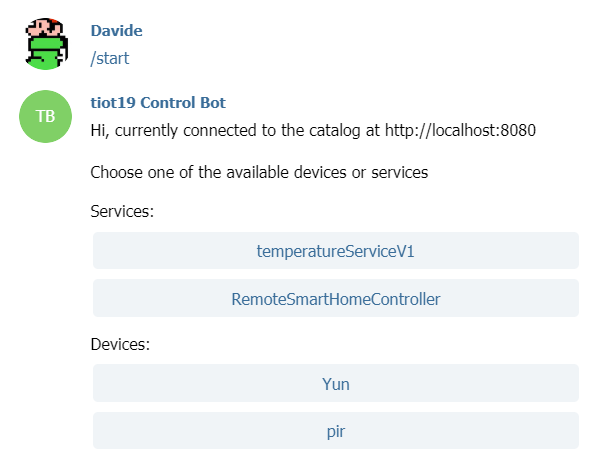 Davide
/start
TB
tiot19 Control Bot
Hi, currently connected to the catalog at http://localhost:8080
Choose one of the available devices or services
Services:
temperatureServiceV1
RemoteSmartHomeController
Devices:
Yun
pir